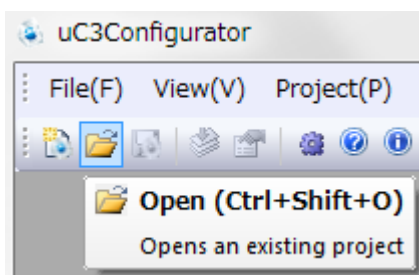 uC3Configurator
File(F) View(V) Project(P)
Open (Ctrl+Shift+O)
Opens an existing project